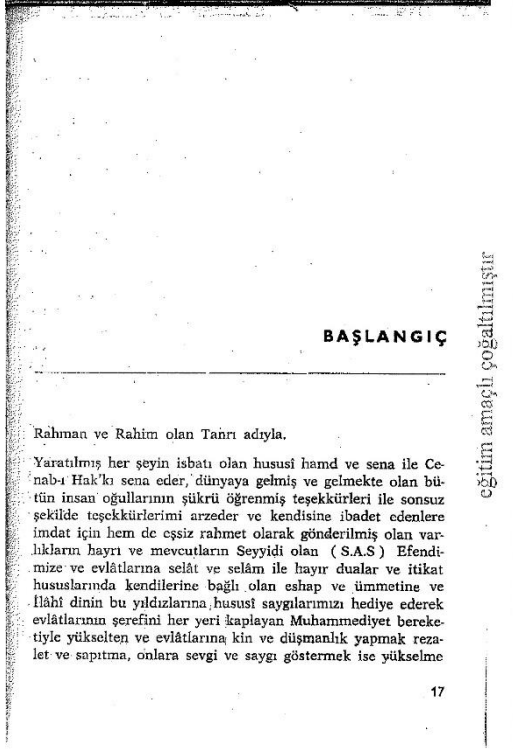 BAŞLANGIÇ
Rahman ve Rahim olan Tanrı adıyla.
Yaratılmış her şeyin isbatı olan hususî hamd ve sena ile Ce-
nab-ı Hak'kı sena eder, dünyaya gelmiş ve gelmekte olan bü-
tün insan oğullarının şükrü öğrenmiş teşekkürleri ile sonsuz
şekilde teşekkürlerimi arzeder ve kendisine ibadet edenlere
imdat için hem de eşsiz rahmet olarak gönderilmiş olan var-
lıkların hayrı ve mevcutların Seyyidi olan ( S.A.S ) Efendi-
mize ve evlâtlarına selât ve selâm ile hayır dualar ve itikat
hususlarında kendilerine bağlı olan eshap ve ümmetine ve
İlâhî dinin bu yıldızlarına hususî saygılarımızı hediye ederek
evlâtlarının şerefini her yeri kaplayan Muhammediyet bereke-
tiyle yükselten ve evlâtlarına kin ve düşmanlık yapmak reza-
let ve sapıtma, onlara sevgi ve saygı göstermek ise yükselme
17
eğitim amaçlı çoğaltılmıştır